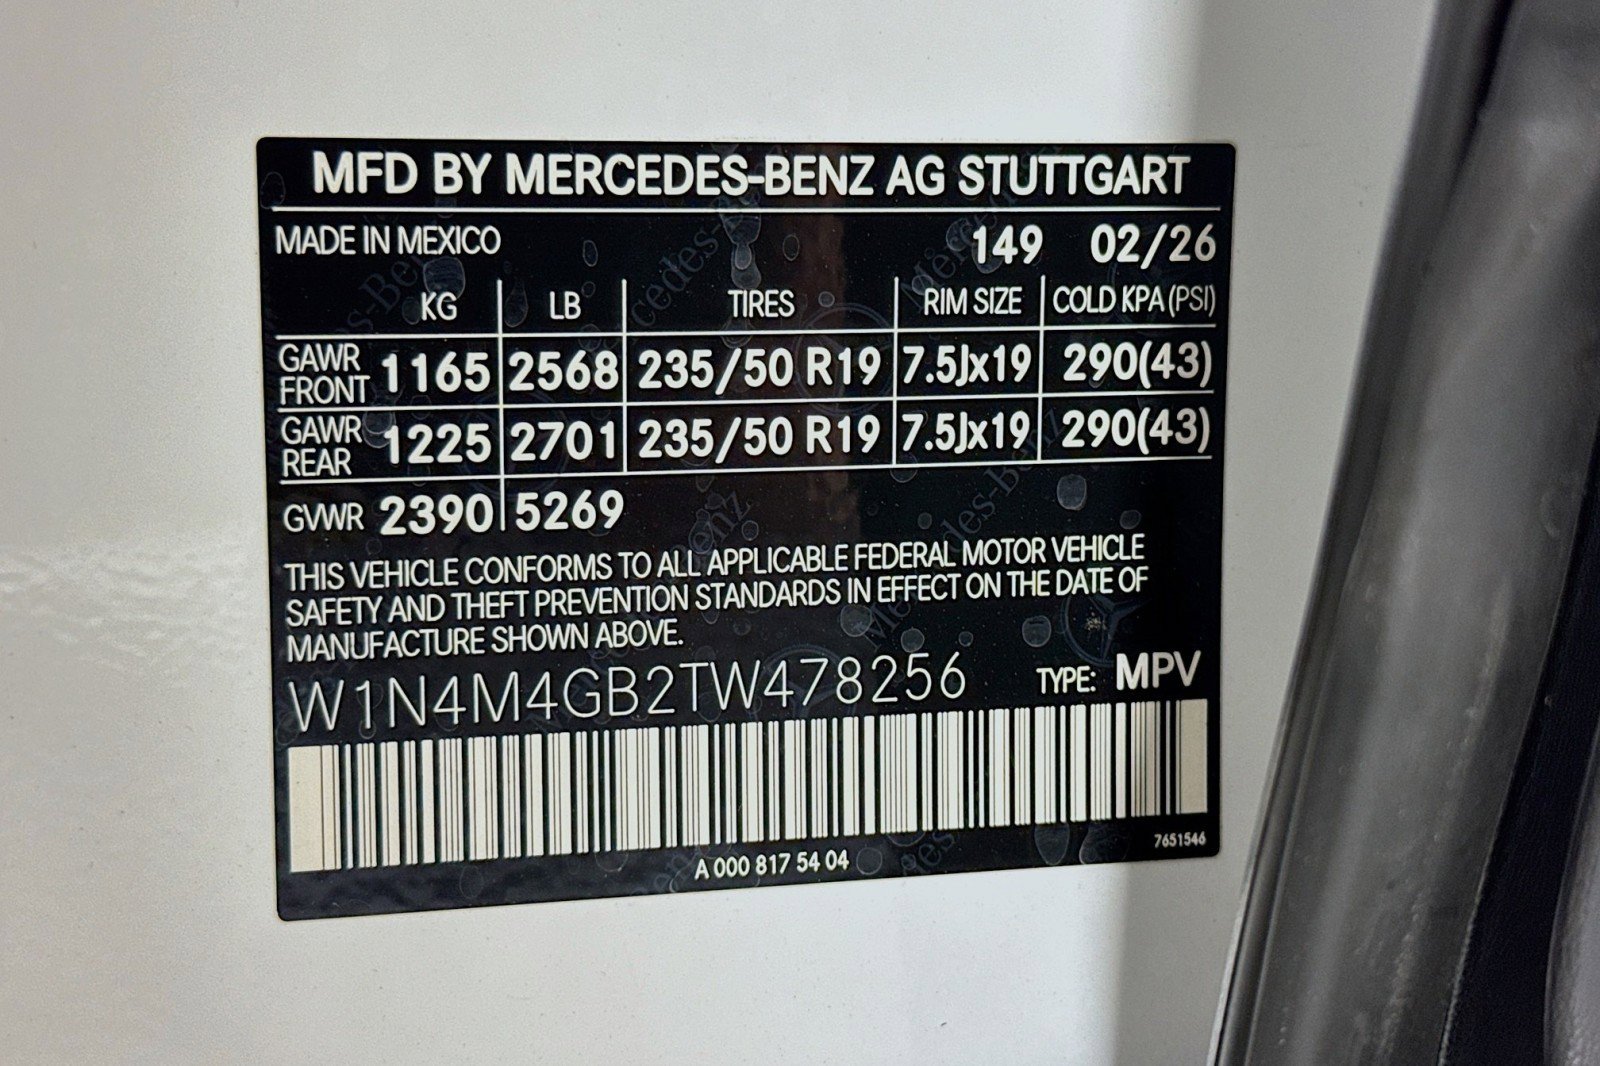 MFD BY MERCEDES-BENZ AG STUTTGART
MADE IN MEXICO 149 02/26
KG LB TIRES RIM SIZE COLD KPA (PSI)
GAWR FRONT 1165 2568 235/50 R19 7.5Jx19 290(43)
GAWR REAR 1225 2701 235/50 R19 7.5Jx19 290(43)
GVWR 2390 5269
THIS VEHICLE CONFORMS TO ALL APPLICABLE FEDERAL MOTOR VEHICLE
SAFETY AND THEFT PREVENTION STANDARDS IN EFFECT ON THE DATE OF
MANUFACTURE SHOWN ABOVE.
W1N4M4GB2TW478256 TYPE: MPV
A 000 817 54 04 7651546